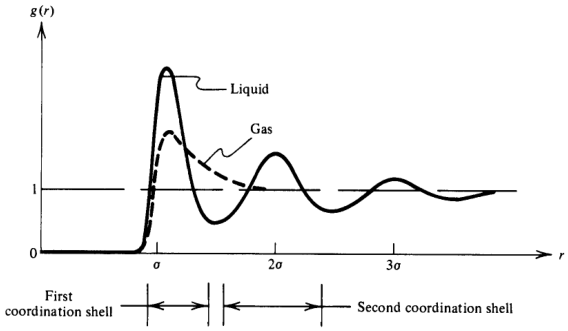 g(r)
Liquid
Gas
1
0
σ
2σ
3σ
r
First
coordination shell
Second coordination shell